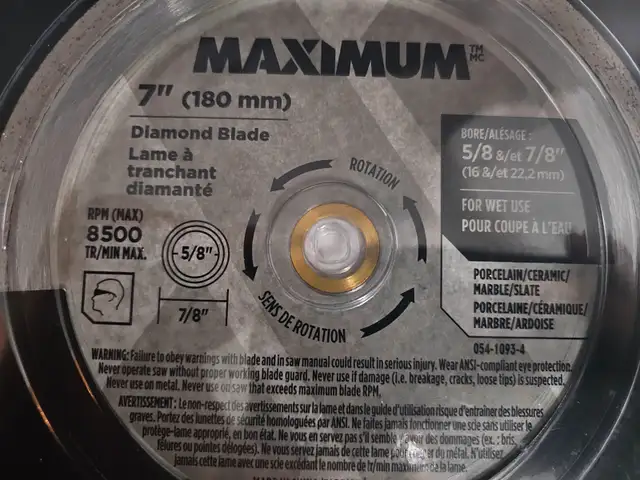 MAXIMUM TM
MC
7" (180 mm)
Diamond Blade
Lame à
tranchant
diamanté
RPM (MAX)
8500
TR/MIN MAX.
5/8"
7/8"
ROTATION
SENS DE ROTATION
BORE/ALÉSAGE :
5/8 &/et 7/8"
(16 &/et 22,2 mm)
FOR WET USE
POUR COUPE À L'EAU
PORCELAIN/CERAMIC/
MARBLE/SLATE
PORCELAINE/CÉRAMIQUE/
MARBRE/ARDOISE
054-1093-4
WARNING: Failure to obey warnings with blade and in saw manual could result in serious injury. Wear ANSI-compliant eye protection.
Never operate saw without proper working blade guard. Never use if damage (i.e. breakage, cracks, loose tips) is suspected.
Never use on metal. Never use on saw that exceeds maximum blade RPM.
AVERTISSEMENT : Le non-respect des avertissements sur la lame et dans le guide d'utilisation risque d'entraîner des blessures
graves. Portez des lunettes de sécurité homologuées par ANSI. Ne faites jamais fonctionner une scie sans utiliser le
protège-lame approprié, en bon état. Ne vous en servez pas s'il semble y avoir des dommages (ex. : bris,
fêlures ou pointes délogées). Ne vous servez jamais de cette lame pour couper du métal. N'utilisez
jamais cette lame avec une scie excédant le nombre de tr/min maximum de la lame.